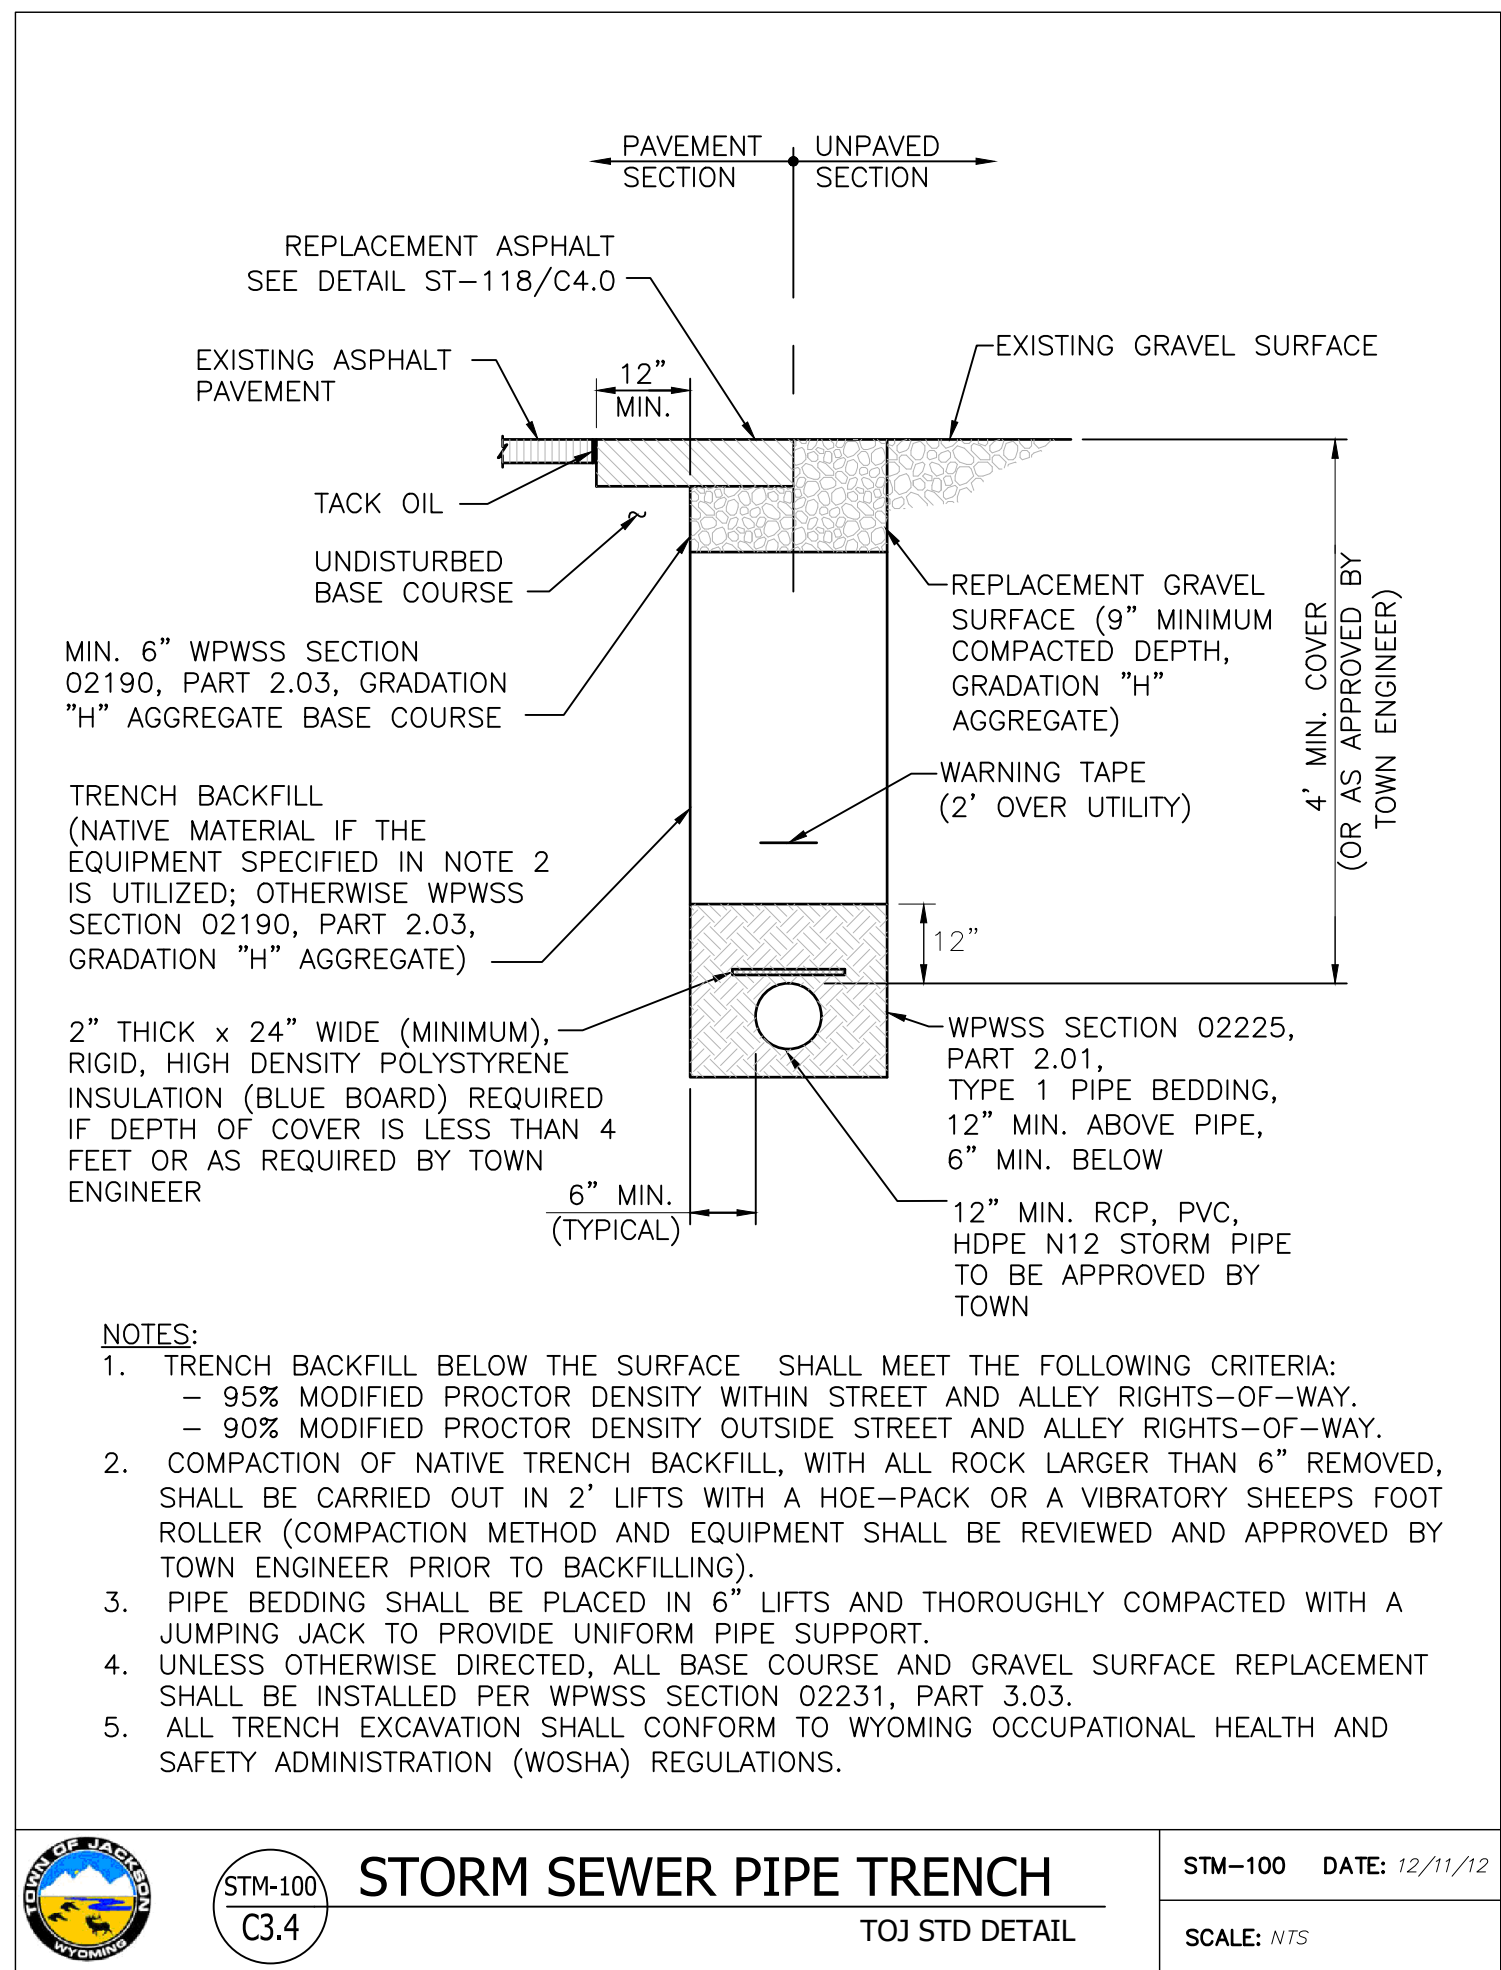 PAVEMENT
SECTION
UNPAVED
SECTION
REPLACEMENT ASPHALT
SEE DETAIL ST-118/C4.0
EXISTING ASPHALT
PAVEMENT
12"
MIN.
EXISTING GRAVEL SURFACE
TACK OIL
UNDISTURBED
BASE COURSE
MIN. 6" WPWSS SECTION
02190, PART 2.03, GRADATION
"H" AGGREGATE BASE COURSE
REPLACEMENT GRAVEL
SURFACE (9" MINIMUM
COMPACTED DEPTH,
GRADATION "H"
AGGREGATE)
4' MIN. COVER
(OR AS APPROVED BY
TOWN ENGINEER)
WARNING TAPE
(2' OVER UTILITY)
TRENCH BACKFILL
(NATIVE MATERIAL IF THE
EQUIPMENT SPECIFIED IN NOTE 2
IS UTILIZED; OTHERWISE WPWSS
SECTION 02190, PART 2.03,
GRADATION "H" AGGREGATE)
12"
2" THICK x 24" WIDE (MINIMUM),
RIGID, HIGH DENSITY POLYSTYRENE
INSULATION (BLUE BOARD) REQUIRED
IF DEPTH OF COVER IS LESS THAN 4
FEET OR AS REQUIRED BY TOWN
ENGINEER
WPWSS SECTION 02225,
PART 2.01,
TYPE 1 PIPE BEDDING,
12" MIN. ABOVE PIPE,
6" MIN. BELOW
6" MIN.
(TYPICAL)
12" MIN. RCP, PVC,
HDPE N12 STORM PIPE
TO BE APPROVED BY
TOWN
NOTES:
1. TRENCH BACKFILL BELOW THE SURFACE SHALL MEET THE FOLLOWING CRITERIA:
- 95% MODIFIED PROCTOR DENSITY WITHIN STREET AND ALLEY RIGHTS-OF-WAY.
- 90% MODIFIED PROCTOR DENSITY OUTSIDE STREET AND ALLEY RIGHTS-OF-WAY.
2. COMPACTION OF NATIVE TRENCH BACKFILL, WITH ALL ROCK LARGER THAN 6" REMOVED,
SHALL BE CARRIED OUT IN 2' LIFTS WITH A HOE-PACK OR A VIBRATORY SHEEPS FOOT
ROLLER (COMPACTION METHOD AND EQUIPMENT SHALL BE REVIEWED AND APPROVED BY
TOWN ENGINEER PRIOR TO BACKFILLING).
3. PIPE BEDDING SHALL BE PLACED IN 6" LIFTS AND THOROUGHLY COMPACTED WITH A
JUMPING JACK TO PROVIDE UNIFORM PIPE SUPPORT.
4. UNLESS OTHERWISE DIRECTED, ALL BASE COURSE AND GRAVEL SURFACE REPLACEMENT
SHALL BE INSTALLED PER WPWSS SECTION 02231, PART 3.03.
5. ALL TRENCH EXCAVATION SHALL CONFORM TO WYOMING OCCUPATIONAL HEALTH AND
SAFETY ADMINISTRATION (WOSHA) REGULATIONS.
TOWN OF JACKSON
WYOMING
STM-100
C3.4
STORM SEWER PIPE TRENCH
TOJ STD DETAIL
STM-100 DATE: 12/11/12
SCALE: NTS